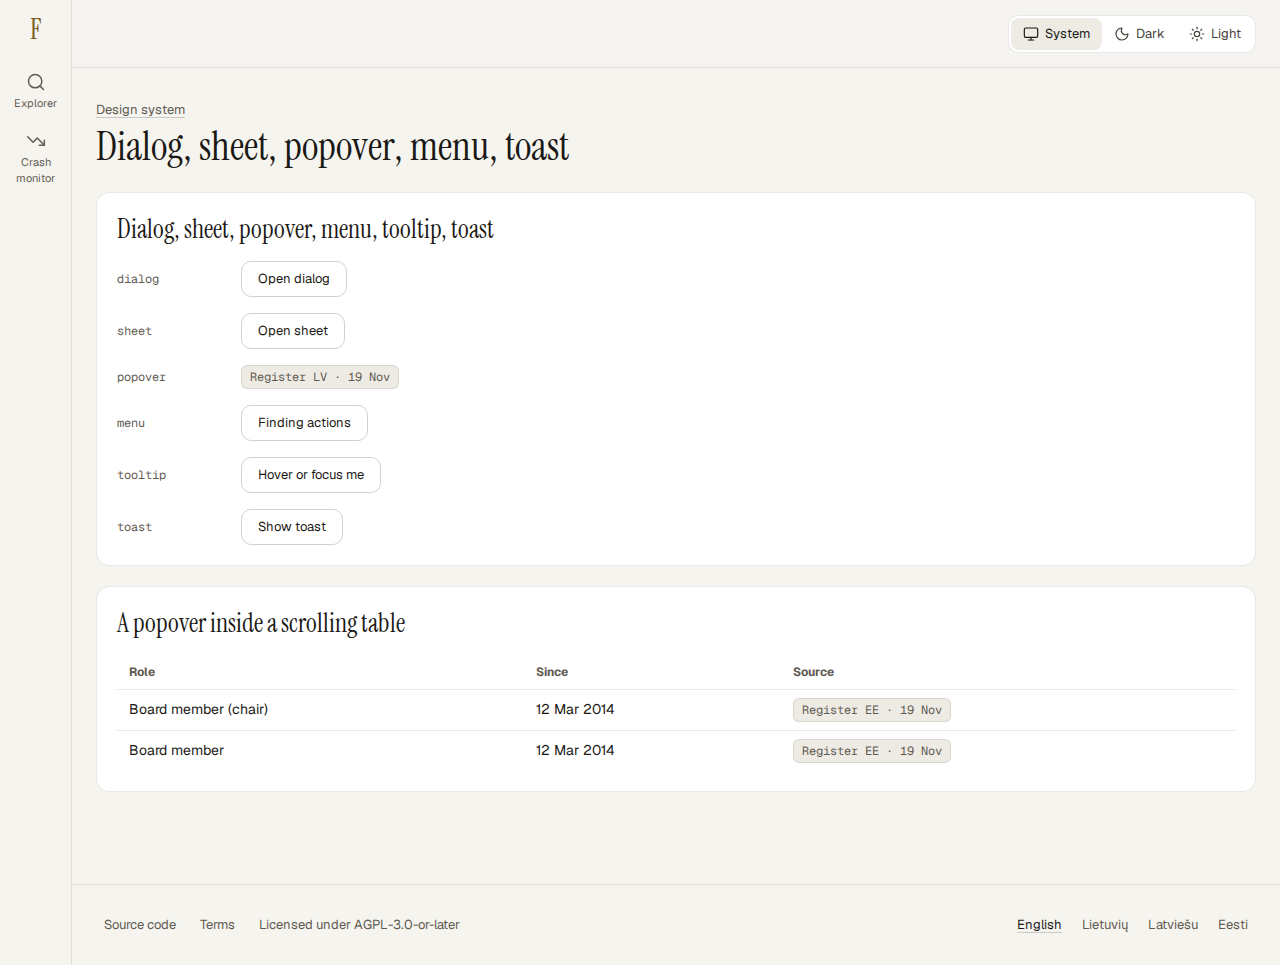 F
System
Dark
Light
Explorer
Crash
monitor
Design system
Dialog, sheet, popover, menu, toast
Dialog, sheet, popover, menu, tooltip, toast
dialog
Open dialog
sheet
Open sheet
popover
Register LV · 19 Nov
menu
Finding actions
tooltip
Hover or focus me
toast
Show toast
A popover inside a scrolling table
Role
Since
Source
Board member (chair)
12 Mar 2014
Register EE · 19 Nov
Board member
12 Mar 2014
Register EE · 19 Nov
Source code
Terms
Licensed under AGPL-3.0-or-later
English
Lietuvių
Latviešu
Eesti